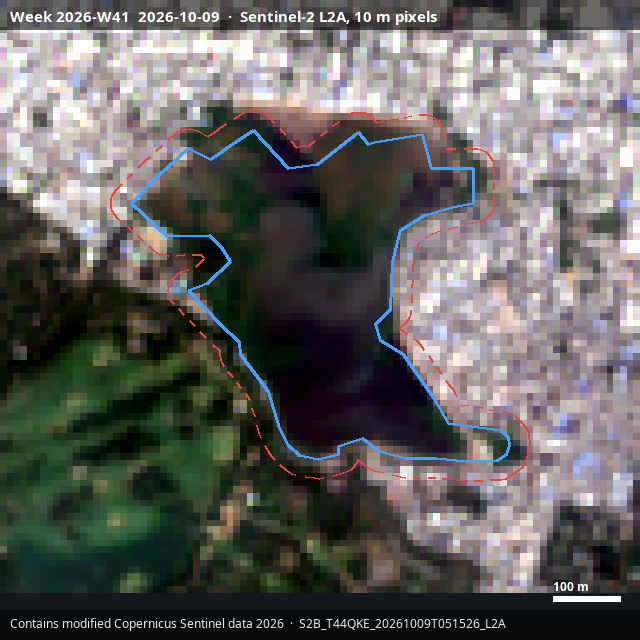 Week 2026-W41  2026-10-09  ·  Sentinel-2 L2A, 10 m pixels
100 m
Contains modified Copernicus Sentinel data 2026  ·  S2B_T44QKE_20261009T051526_L2A